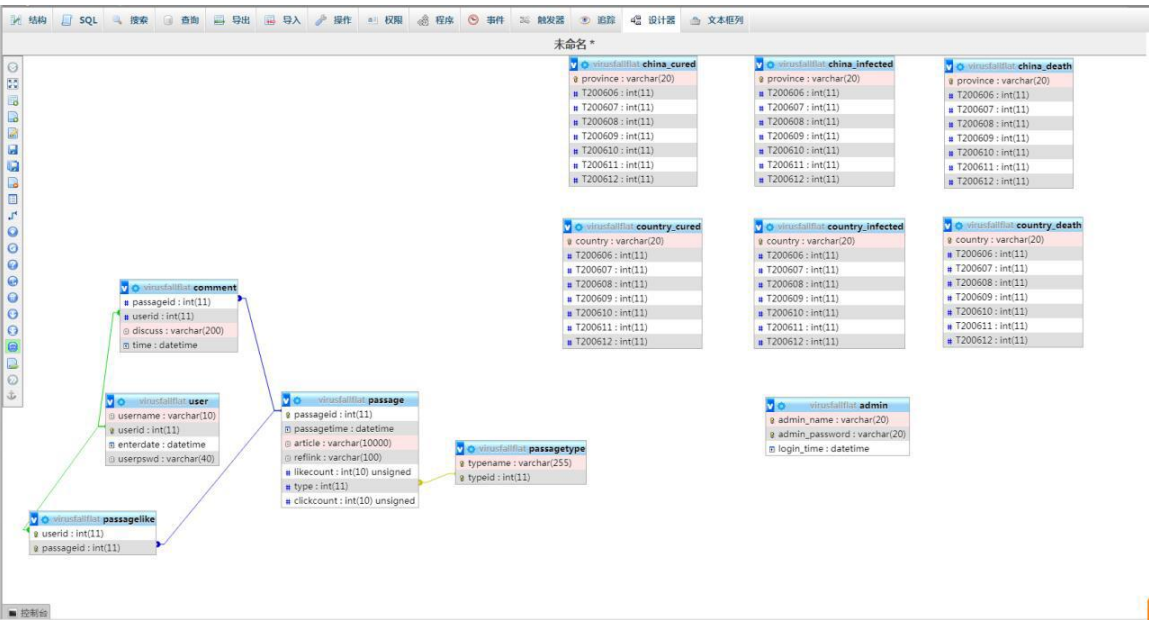 结构 SQL 搜索 查询 导出 导入 操作 权限 程序 事件 触发器 追踪 设计器 文本框列
未命名 *
virusfallflat china_cured
province : varchar(20)
T200606 : int(11)
T200607 : int(11)
T200608 : int(11)
T200609 : int(11)
T200610 : int(11)
T200611 : int(11)
T200612 : int(11)
virusfallflat china_infected
province : varchar(20)
T200606 : int(11)
T200607 : int(11)
T200608 : int(11)
T200609 : int(11)
T200610 : int(11)
T200611 : int(11)
T200612 : int(11)
virusfallflat china_death
province : varchar(20)
T200606 : int(11)
T200607 : int(11)
T200608 : int(11)
T200609 : int(11)
T200610 : int(11)
T200611 : int(11)
T200612 : int(11)
virusfallflat country_cured
country : varchar(20)
T200606 : int(11)
T200607 : int(11)
T200608 : int(11)
T200609 : int(11)
T200610 : int(11)
T200611 : int(11)
T200612 : int(11)
virusfallflat country_infected
country : varchar(20)
T200606 : int(11)
T200607 : int(11)
T200608 : int(11)
T200609 : int(11)
T200610 : int(11)
T200611 : int(11)
T200612 : int(11)
virusfallflat country_death
country : varchar(20)
T200606 : int(11)
T200607 : int(11)
T200608 : int(11)
T200609 : int(11)
T200610 : int(11)
T200611 : int(11)
T200612 : int(11)
virusfallflat comment
passageid : int(11)
userid : int(11)
discuss : varchar(200)
time : datetime
virusfallflat user
username : varchar(10)
userid : int(11)
enterdate : datetime
userpswd : varchar(40)
virusfallflat passage
passageid : int(11)
passagetime : datetime
article : varchar(10000)
reflink : varchar(100)
likecount : int(10) unsigned
type : int(11)
clickcount : int(10) unsigned
virusfallflat passagetype
typename : varchar(255)
typeid : int(11)
virusfallflat admin
admin_name : varchar(20)
admin_password : varchar(20)
login_time : datetime
virusfallflat passagelike
userid : int(11)
passageid : int(11)
控制台